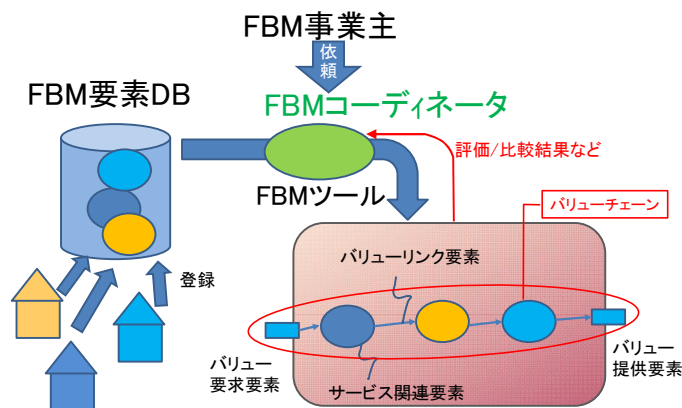 FBM事業主
依
頼
FBM要素DB
FBMコーディネータ
評価/比較結果など
FBMツール
バリューチェーン
バリューリンク要素
登録
バリュー
要求要素
サービス関連要素
バリュー
提供要素